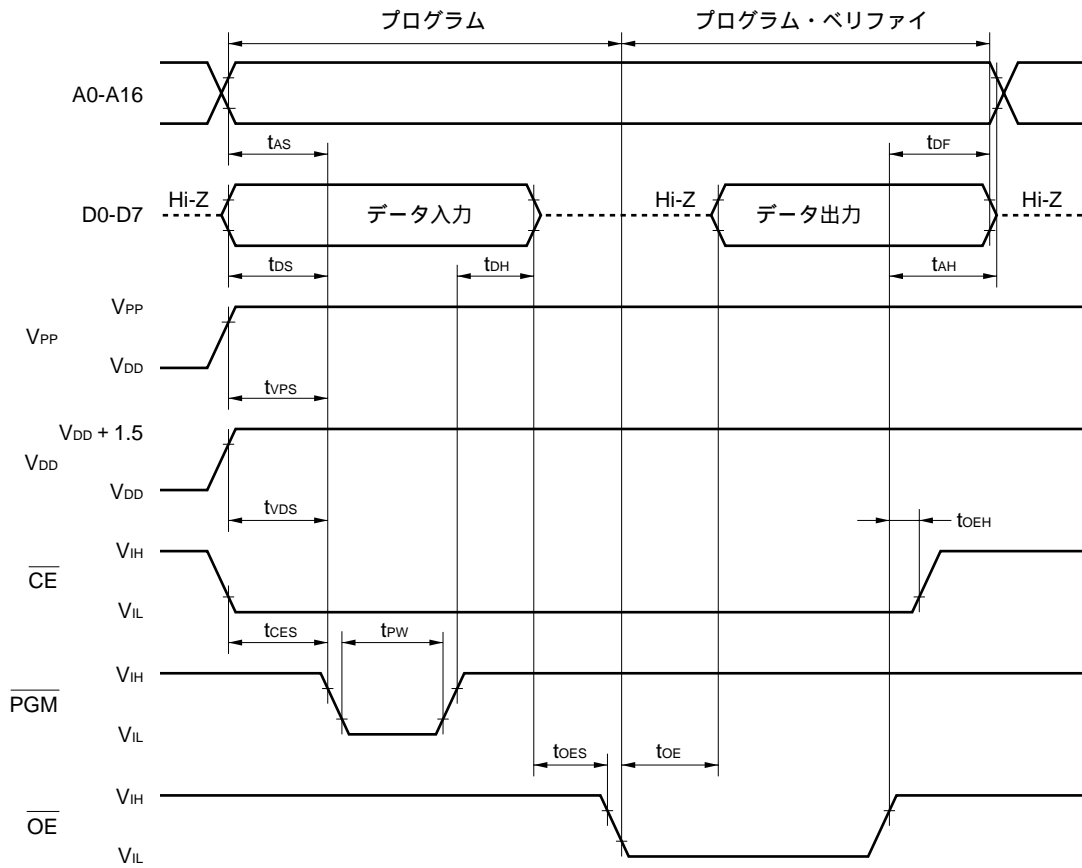 プログラム プログラム・ベリファイ
A0-A16
tAS tDF
D0-D7 Hi-Z データ入力 Hi-Z データ出力 Hi-Z
tDS tDH tAH
VPP
VPP
VDD
tVPS
VDD + 1.5
VDD
VDD
tVDS
tOEH
VIH
CE
VIL
tCES tPW
VIH
PGM
VIL
tOES tOE
VIH
OE
VIL